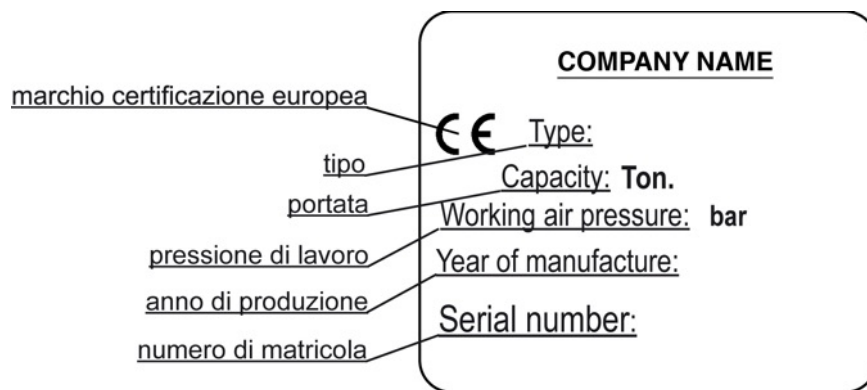 COMPANY NAME
marchio certificazione europea
CE Type:
tipo
Capacity: Ton.
portata
Working air pressure: bar
pressione di lavoro
Year of manufacture:
anno di produzione
Serial number:
numero di matricola